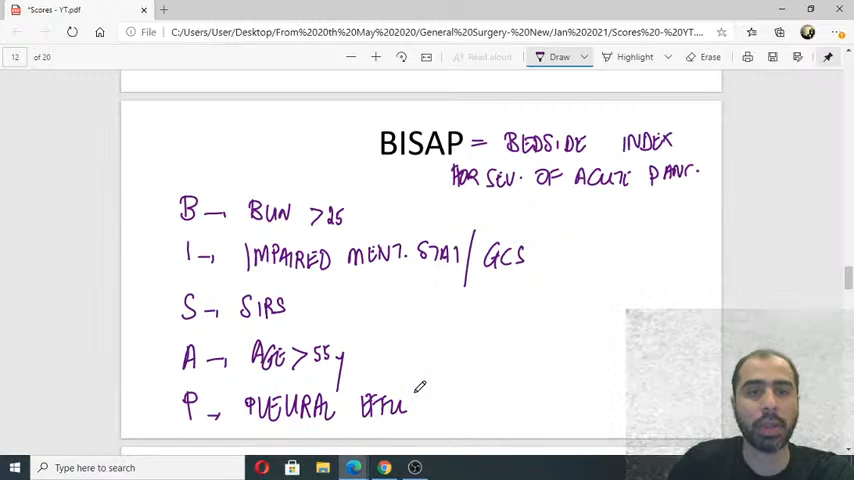 *Scores - YT.pdf
File
C:/Users/User/Desktop/From%2020th%20May%202020/General%20Surgery-%20New/Jan%202021/Scores%20-%20YT....
12 of 20
Read aloud
Draw
Highlight
Erase
BISAP = BEDSIDE INDEX
FOR SEV. OF ACUTE PANC.
B → BUN >25
I → IMPAIRED MENT. STAT / GCS
S → SIRS
A → AGE > 55 y
P → PLEURAL EFFU
Type here to search